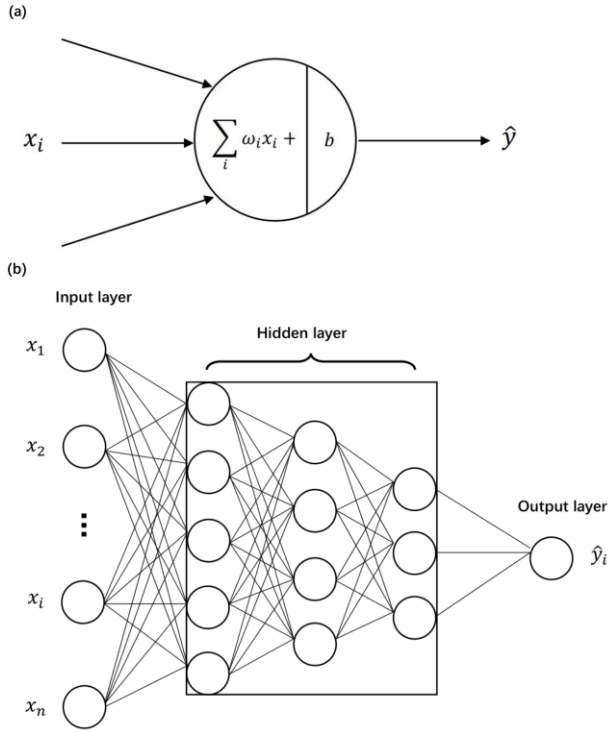 (a)
x_i
∑_i ω_i x_i + b
ŷ
(b)
Input layer
Hidden layer
x_1
x_2
⋮
Output layer
ŷ_i
x_i
x_n